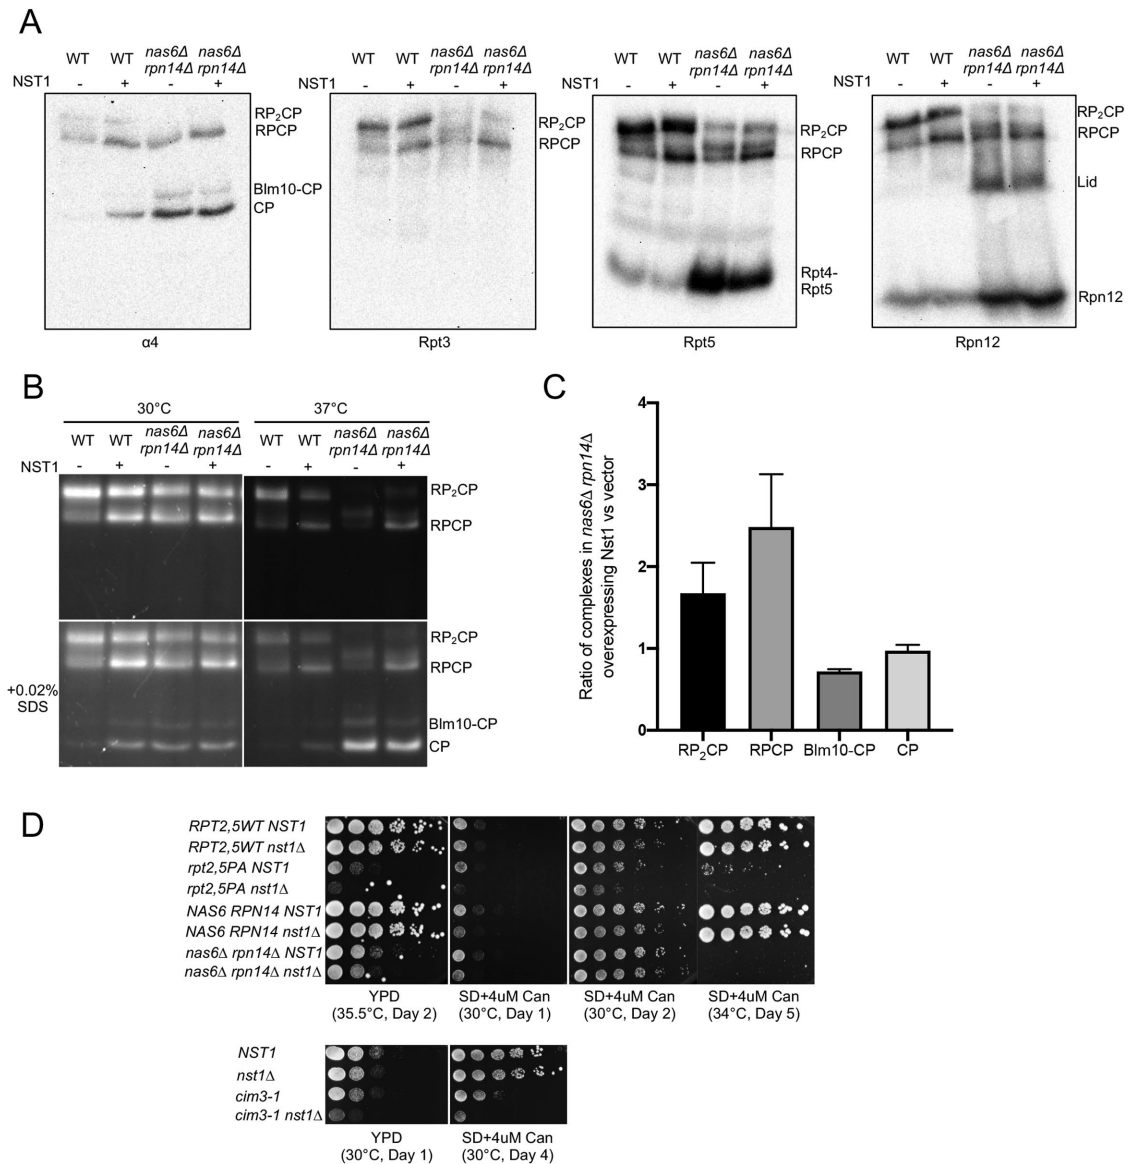 A
WT WT nas6Δ nas6Δ
rpn14Δ rpn14Δ
NST1 - + - +
RP₂CP
RPCP
Blm10-CP
CP
α4
WT WT nas6Δ nas6Δ
rpn14Δ rpn14Δ
NST1 - + - +
RP₂CP
RPCP
Rpt3
WT WT nas6Δ nas6Δ
rpn14Δ rpn14Δ
NST1 - + - +
RP₂CP
RPCP
Rpt4-
Rpt5
Rpt5
WT WT nas6Δ nas6Δ
rpn14Δ rpn14Δ
NST1 - + - +
RP₂CP
RPCP
Lid
Rpn12
Rpn12
B
30°C 37°C
WT WT nas6Δ nas6Δ WT WT nas6Δ nas6Δ
rpn14Δ rpn14Δ rpn14Δ rpn14Δ
NST1 - + - + - + - +
RP₂CP
RPCP
+0.02%
SDS
RP₂CP
RPCP
Blm10-CP
CP
C
Ratio of complexes in nas6Δ rpn14Δ
overexpressing Nst1 vs vector
4
3
2
1
0
RP₂CP RPCP Blm10-CP CP
D
RPT2,5WT NST1
RPT2,5WT nst1Δ
rpt2,5PA NST1
rpt2,5PA nst1Δ
NAS6 RPN14 NST1
NAS6 RPN14 nst1Δ
nas6Δ rpn14Δ NST1
nas6Δ rpn14Δ nst1Δ
YPD
(35.5°C, Day 2)
SD+4uM Can
(30°C, Day 1)
SD+4uM Can
(30°C, Day 2)
SD+4uM Can
(34°C, Day 5)
NST1
nst1Δ
cim3-1
cim3-1 nst1Δ
YPD
(30°C, Day 1)
SD+4uM Can
(30°C, Day 4)